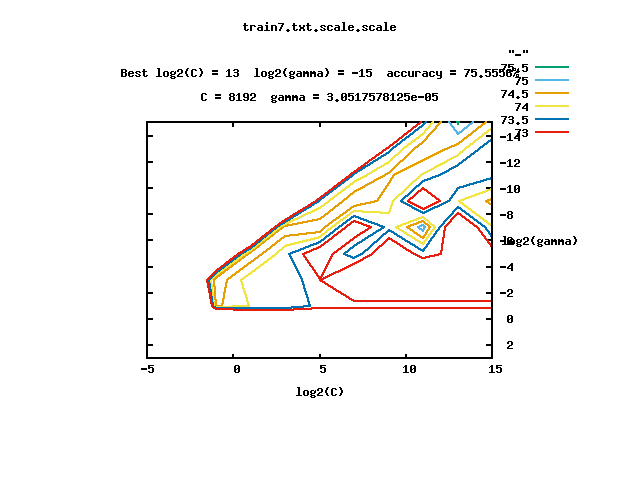 train7.txt.scale.scale
"-"
Best log2(C) = 13 log2(gamma) = -15 accuracy = 75.5556%
C = 8192 gamma = 3.0517578125e-05
75.5
75
74.5
74
73.5
73
-14
-12
-10
-8
-6
log2(gamma)
-4
-2
0
2
-5 0 5 10 15
log2(C)